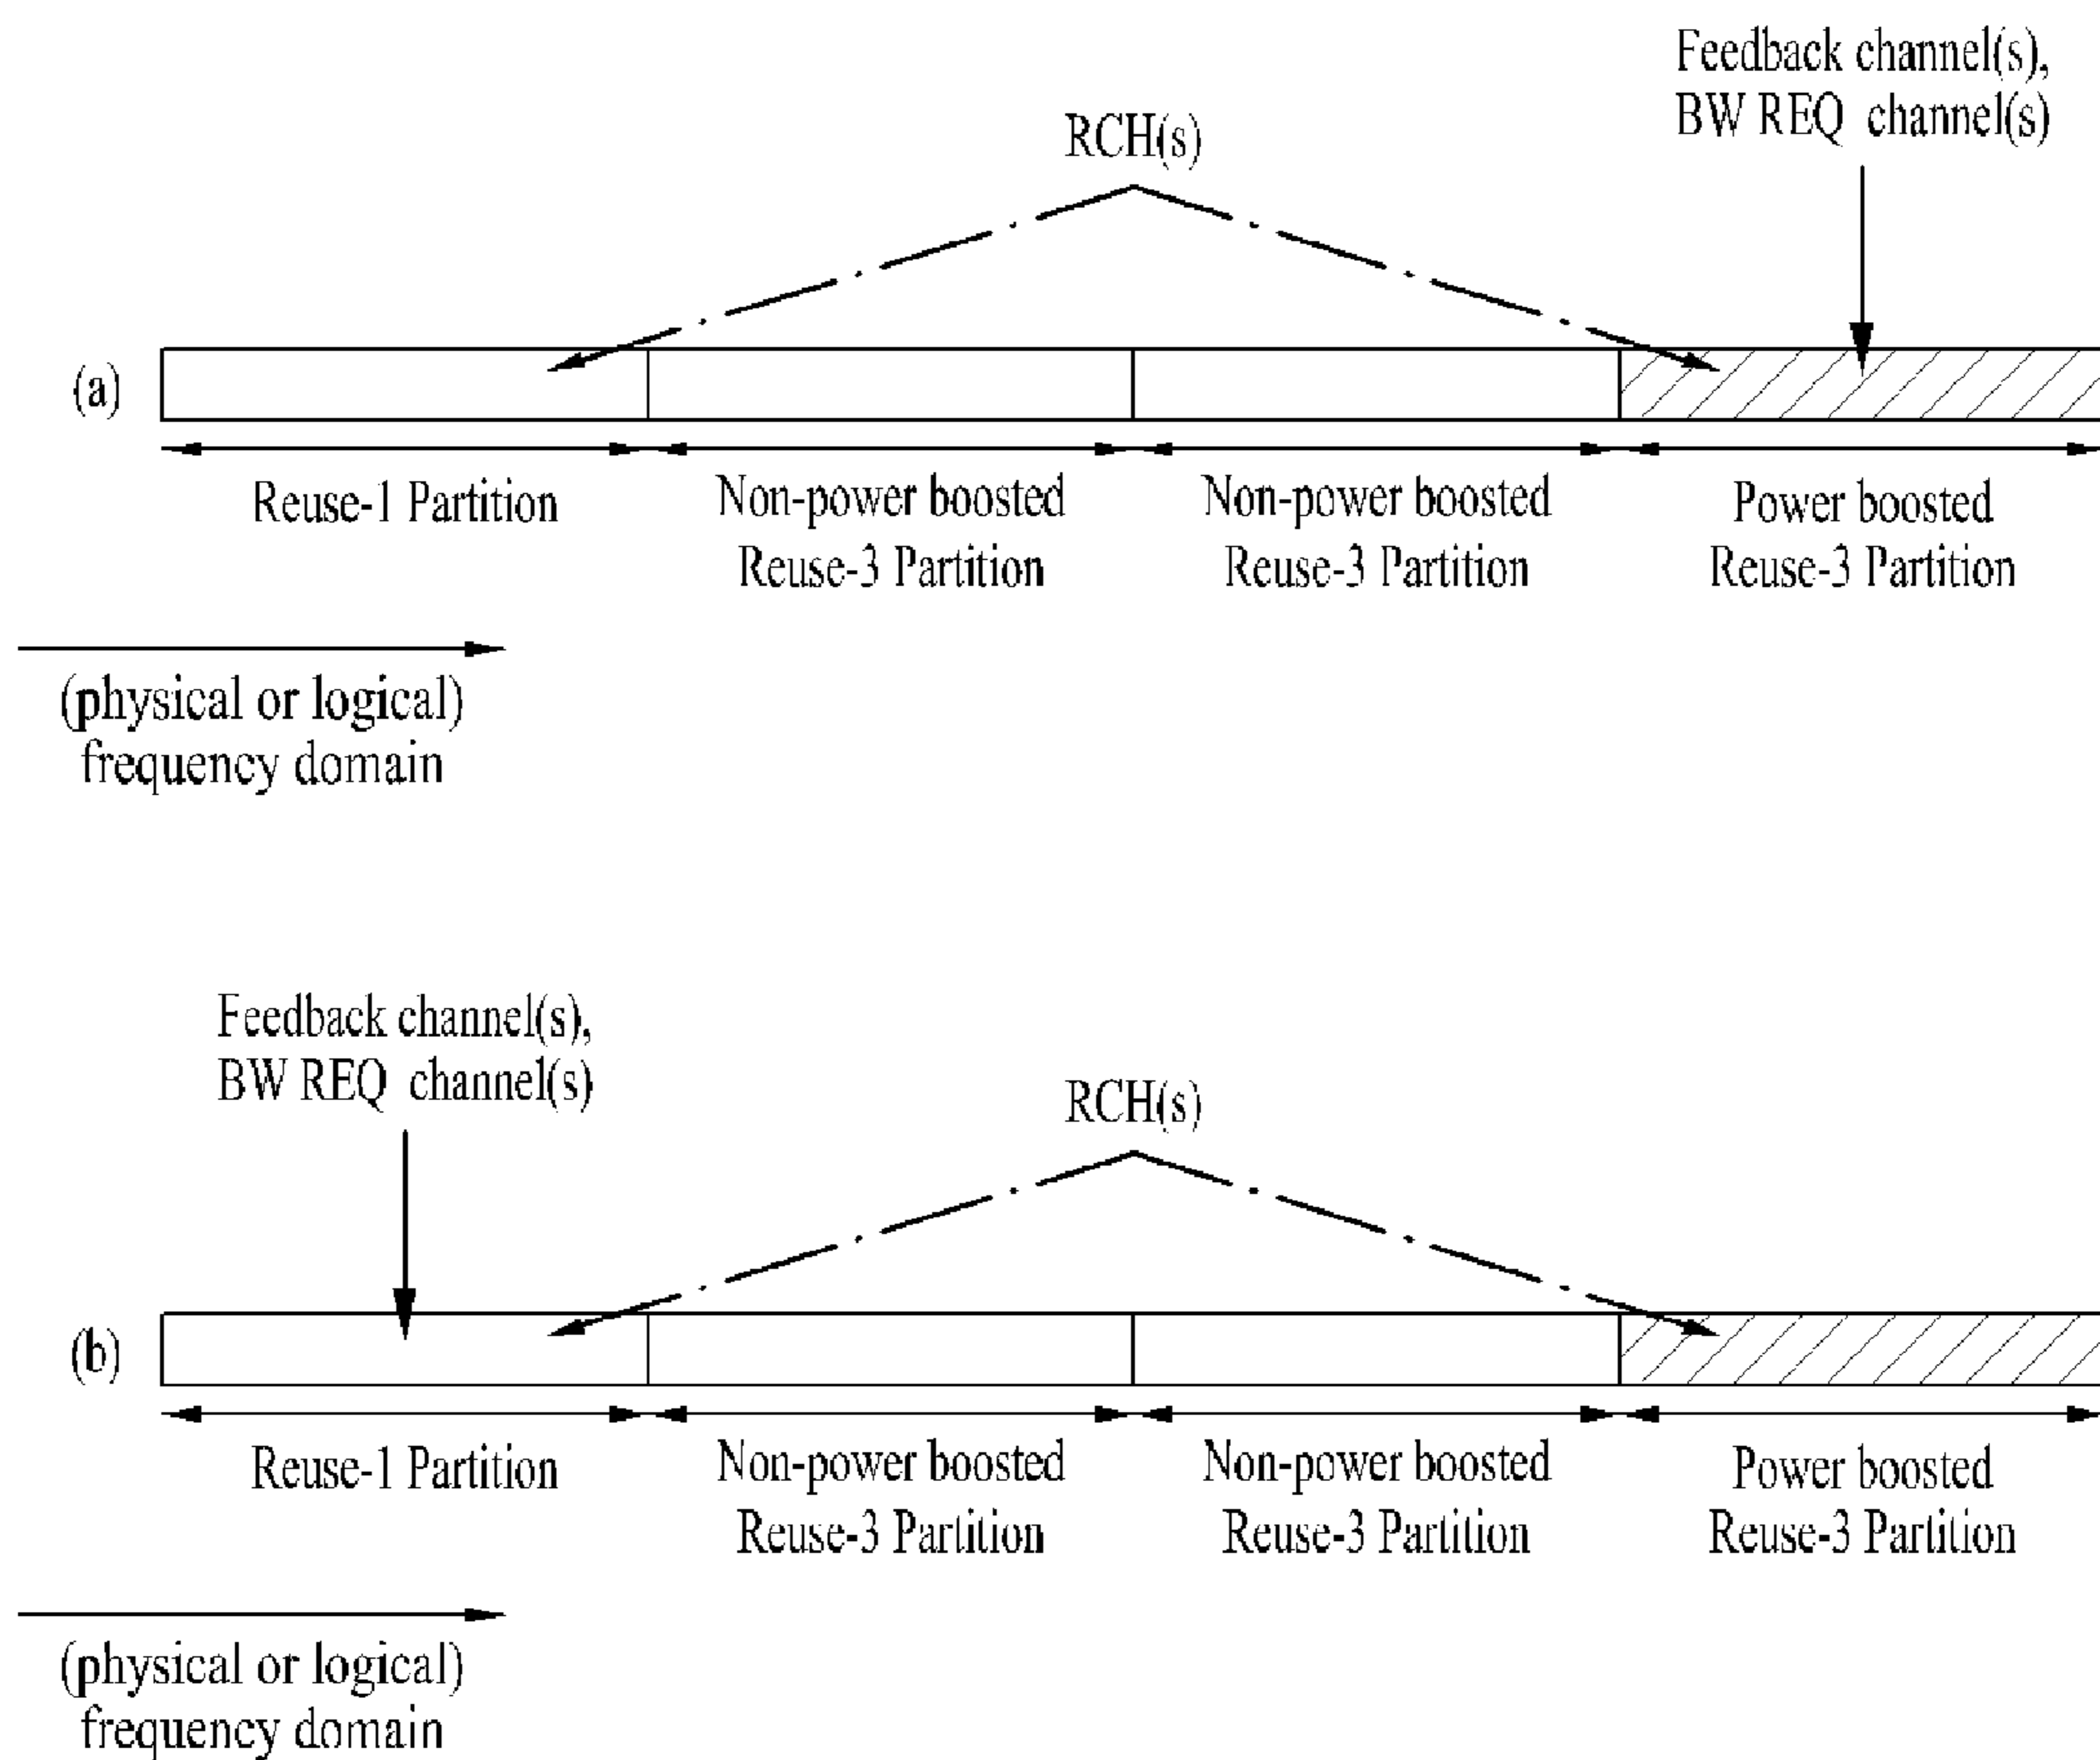 Feedback channel(s),
BW REQ channel(s)
RCH(s)
(a)
Reuse-1 Partition
Non-power boosted
Reuse-3 Partition
Non-power boosted
Reuse-3 Partition
Power boosted
Reuse-3 Partition
(physical or logical)
frequency domain
Feedback channel(s),
BW REQ channel(s)
RCH(s)
(b)
Reuse-1 Partition
Non-power boosted
Reuse-3 Partition
Non-power boosted
Reuse-3 Partition
Power boosted
Reuse-3 Partition
(physical or logical)
frequency domain